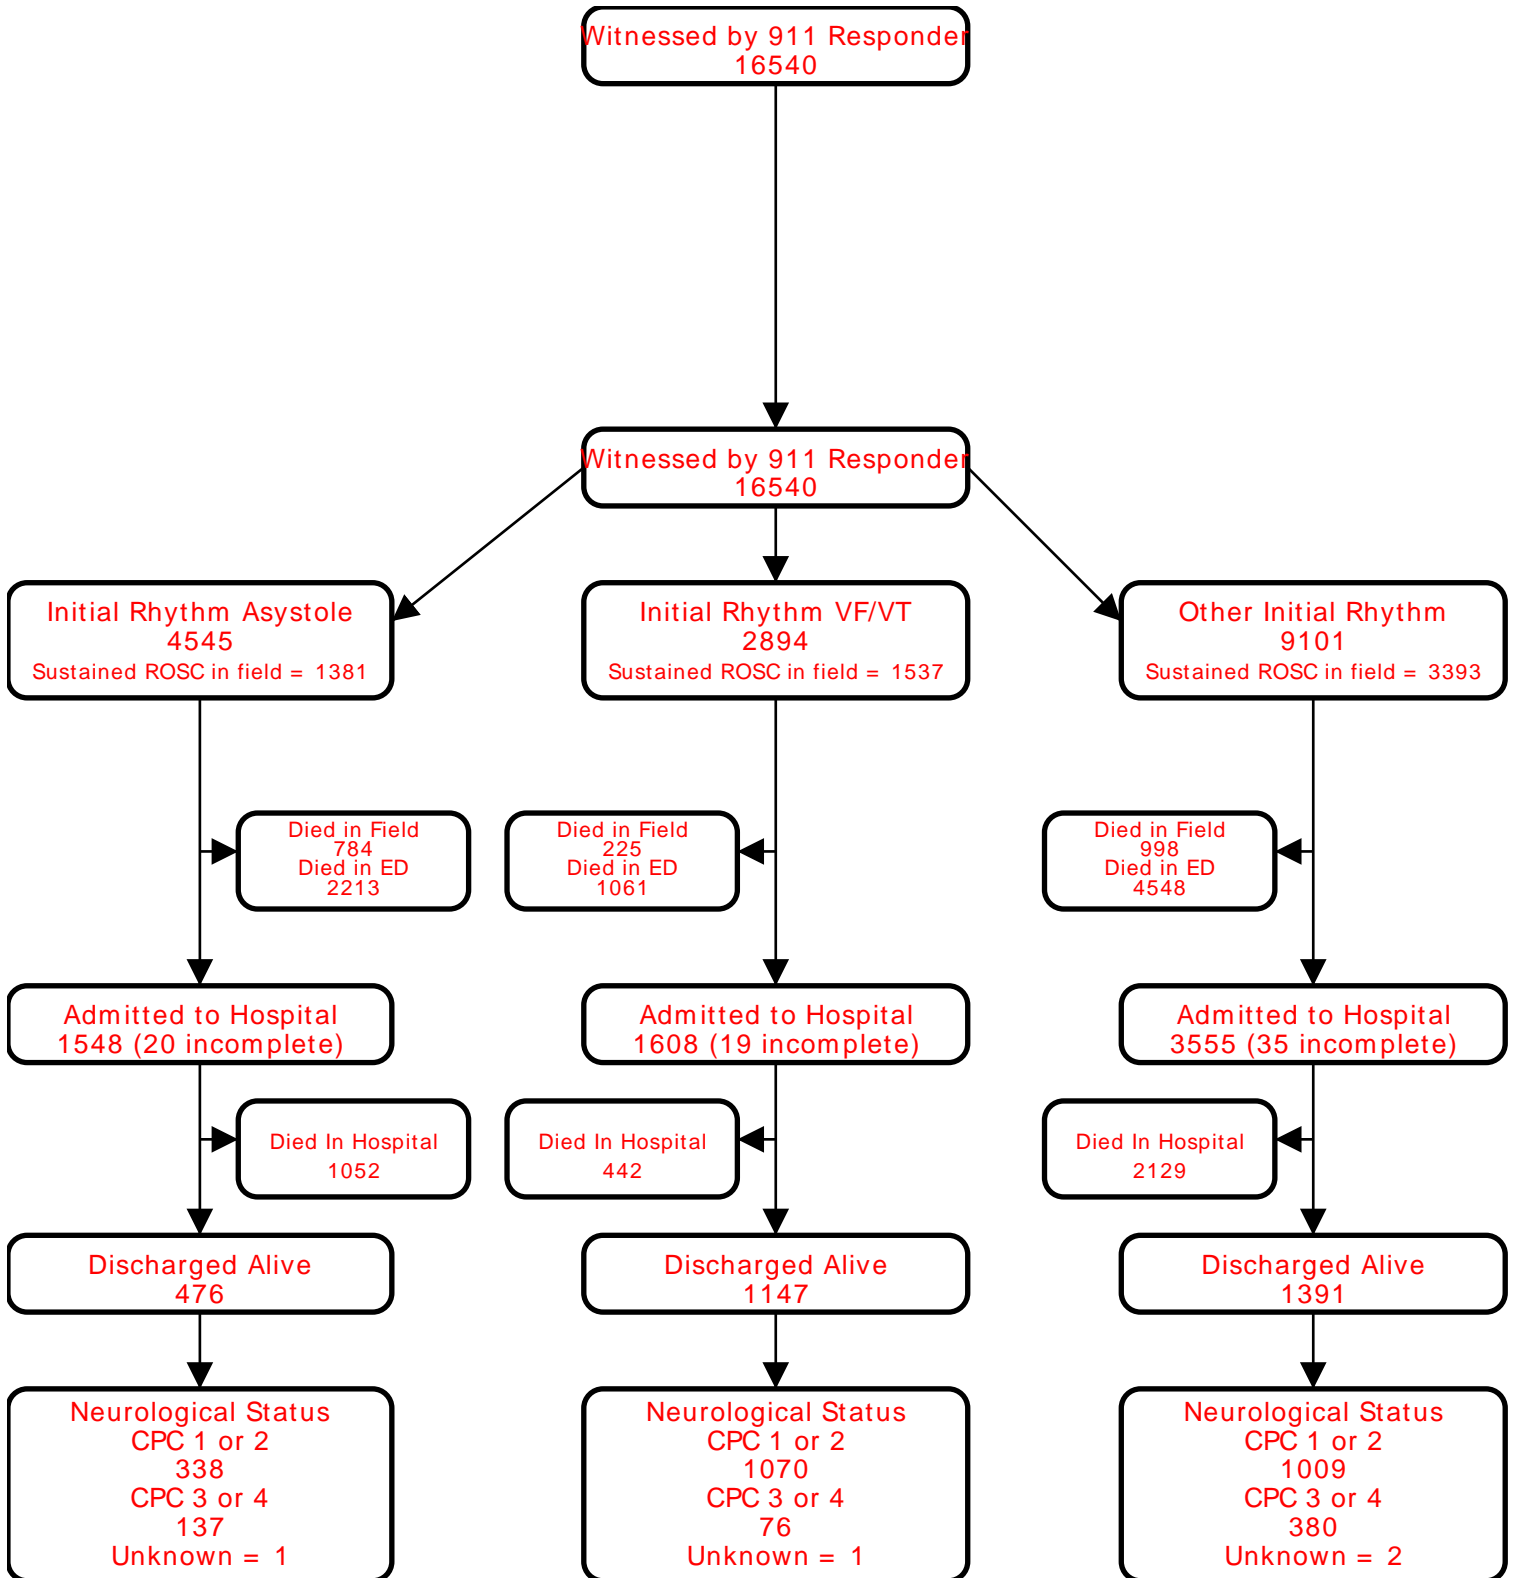 Witnessed by 911 Responder
16540
Witnessed by 911 Responder
16540
Initial Rhythm Asystole
4545
Sustained ROSC in field = 1381
Initial Rhythm VF/VT
2894
Sustained ROSC in field = 1537
Other Initial Rhythm
9101
Sustained ROSC in field = 3393
Died in Field
784
Died in ED
2213
Died in Field
225
Died in ED
1061
Died in Field
998
Died in ED
4548
Admitted to Hospital
1548 (20 incomplete)
Admitted to Hospital
1608 (19 incomplete)
Admitted to Hospital
3555 (35 incomplete)
Died In Hospital
1052
Died In Hospital
442
Died In Hospital
2129
Discharged Alive
476
Discharged Alive
1147
Discharged Alive
1391
Neurological Status
CPC 1 or 2
338
CPC 3 or 4
137
Unknown = 1
Neurological Status
CPC 1 or 2
1070
CPC 3 or 4
76
Unknown = 1
Neurological Status
CPC 1 or 2
1009
CPC 3 or 4
380
Unknown = 2